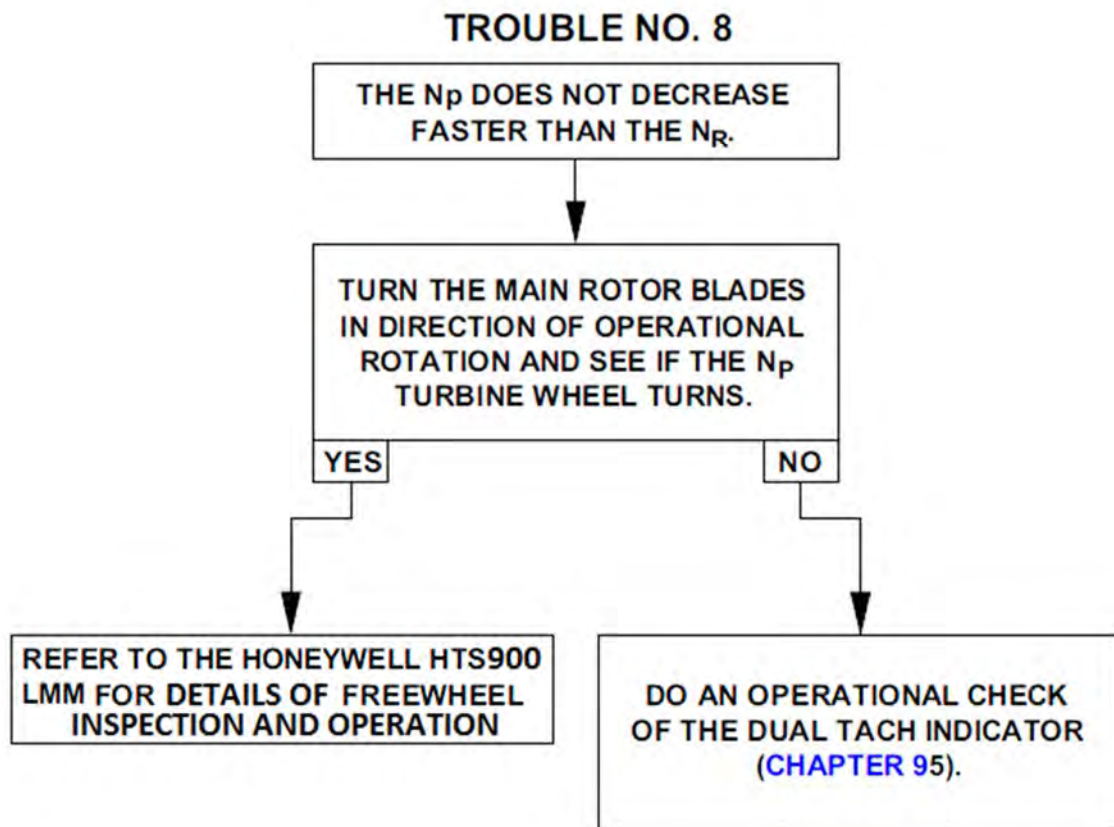 TROUBLE NO. 8
THE Np DOES NOT DECREASE
FASTER THAN THE NR.
TURN THE MAIN ROTOR BLADES
IN DIRECTION OF OPERATIONAL
ROTATION AND SEE IF THE NP
TURBINE WHEEL TURNS.
YES
NO
REFER TO THE HONEYWELL HTS900
LMM FOR DETAILS OF FREEWHEEL
INSPECTION AND OPERATION
DO AN OPERATIONAL CHECK
OF THE DUAL TACH INDICATOR
(CHAPTER 95).